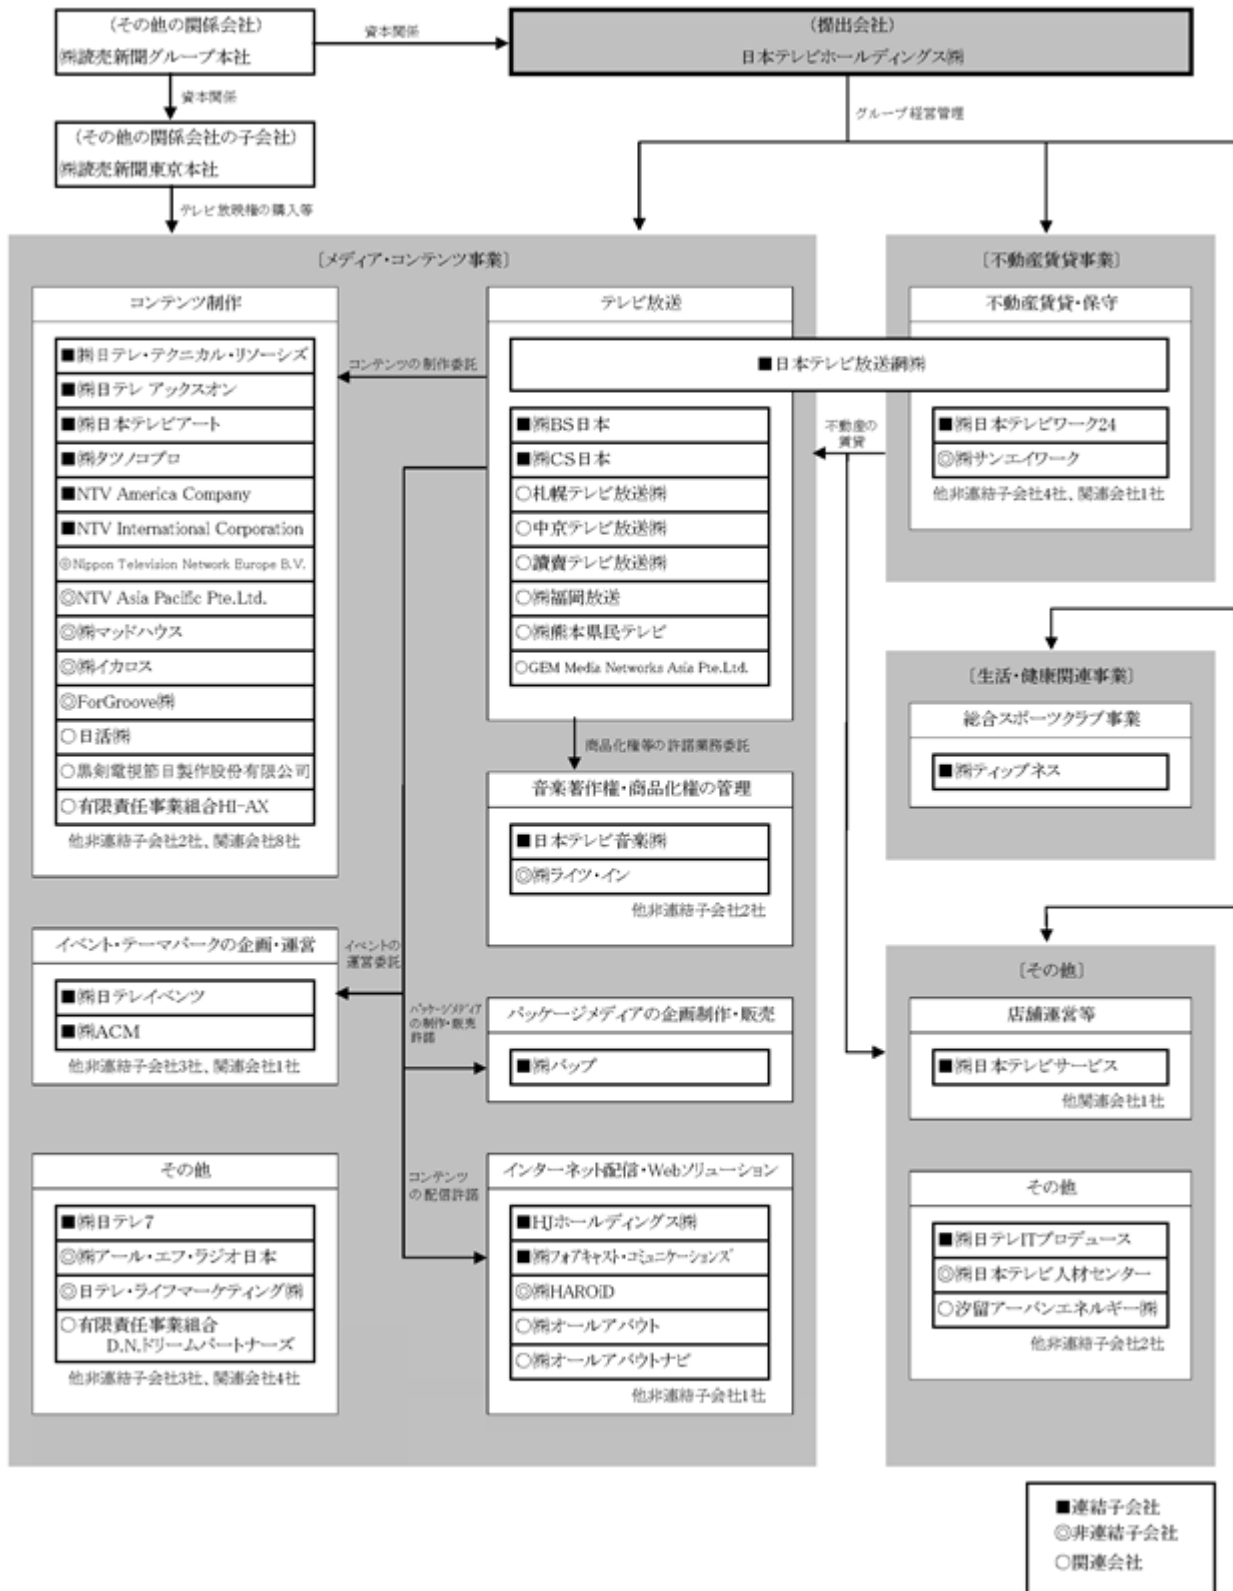 (その他の関係会社)
㈱読売新聞グループ本社
資本関係
(提出会社)
日本テレビホールディングス㈱
資本関係
グループ経営管理
(その他の関係会社の子会社)
㈱読売新聞東京本社
テレビ放映権の購入等
〔メディア・コンテンツ事業〕
コンテンツ制作
■㈱日テレ・テクニカル・リソーシズ
■㈱日テレ アックスオン
■㈱日本テレビアート
■㈱タツノコプロ
■NTV America Company
■NTV International Corporation
◎Nippon Television Network Europe B.V.
◎NTV Asia Pacific Pte.Ltd.
◎㈱マッドハウス
◎㈱イカロス
◎ForGroove㈱
○日活㈱
○黒剣電視節目製作股份有限公司
○有限責任事業組合HI-AX
他非連結子会社2社、関連会社8社
コンテンツの制作委託
テレビ放送
■日本テレビ放送網㈱
■㈱BS日本
■㈱CS日本
○札幌テレビ放送㈱
○中京テレビ放送㈱
○讀賣テレビ放送㈱
○㈱福岡放送
○㈱熊本県民テレビ
○GEM Media Networks Asia Pte.Ltd.
商品化権等の許諾業務委託
音楽著作権・商品化権の管理
■日本テレビ音楽㈱
◎㈱ライツ・イン
他非連結子会社2社
イベント・テーマパークの企画・運営
■㈱日テレイベンツ
■㈱ACM
他非連結子会社3社、関連会社1社
イベントの
運営委託
パッケージメディア
の制作・販売
許諾
パッケージメディアの企画制作・販売
■㈱バップ
その他
■㈱日テレ7
◎㈱アール・エフ・ラジオ日本
◎日テレ・ライフマーケティング㈱
○有限責任事業組合
D.N.ドリームパートナーズ
他非連結子会社3社、関連会社4社
コンテンツ
の配信許諾
インターネット配信・Webソリューション
■HJホールディングス㈱
■㈱フォアキャスト・コミュニケーションズ
◎㈱HAROiD
○㈱オールアバウト
○㈱オールアバウトナビ
他非連結子会社1社
〔不動産賃貸事業〕
不動産賃貸・保守
■㈱日本テレビワーク24
◎㈱サンエイワーク
他非連結子会社4社、関連会社1社
不動産の
賃貸
〔生活・健康関連事業〕
総合スポーツクラブ事業
■㈱ティップネス
〔その他〕
店舗運営等
■㈱日本テレビサービス
他関連会社1社
その他
■㈱日テレITプロデュース
◎㈱日本テレビ人材センター
○汐留アーバンエネルギー㈱
他非連結子会社2社
■連結子会社
◎非連結子会社
○関連会社